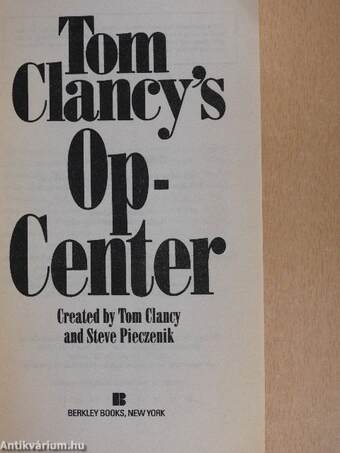 Tom
Clancy's
Op-
Center
Created by Tom Clancy
and Steve Pieczenik
B
BERKLEY BOOKS, NEW YORK
Antikvárium.hu